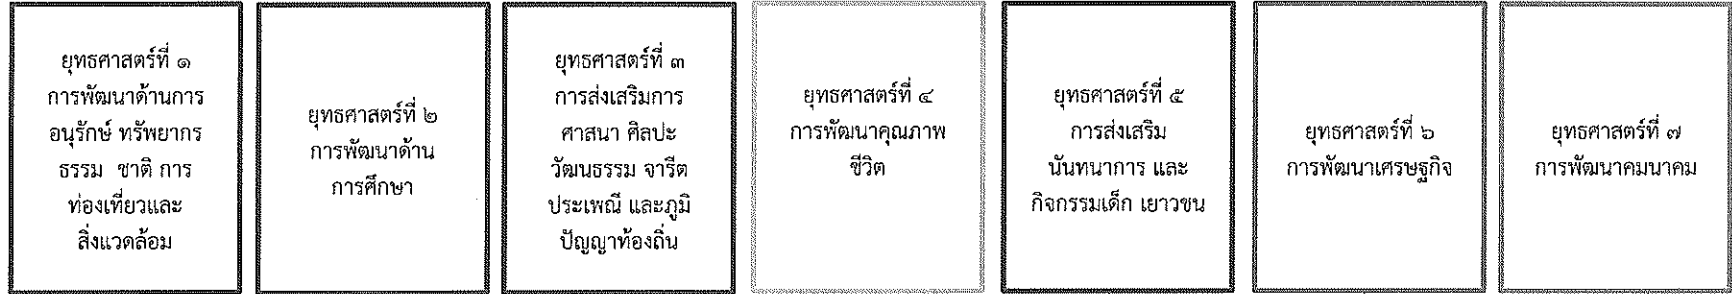 ยุทธศาสตร์ที่ ๑
การพัฒนาด้านการ
อนุรักษ์ ทรัพยากร
ธรรม ชาติ การ
ท่องเที่ยวและ
สิ่งแวดล้อม
ยุทธศาสตร์ที่ ๒
การพัฒนาด้าน
การศึกษา
ยุทธศาสตร์ที่ ๓
การส่งเสริมการ
ศาสนา ศิลปะ
วัฒนธรรม จารีต
ประเพณี และภูมิ
ปัญญาท้องถิ่น
ยุทธศาสตร์ที่ ๔
การพัฒนาคุณภาพ
ชีวิต
ยุทธศาสตร์ที่ ๕
การส่งเสริม
นันทนาการ และ
กิจกรรมเด็ก เยาวชน
ยุทธศาสตร์ที่ ๖
การพัฒนาเศรษฐกิจ
ยุทธศาสตร์ที่ ๗
การพัฒนาคมนาคม